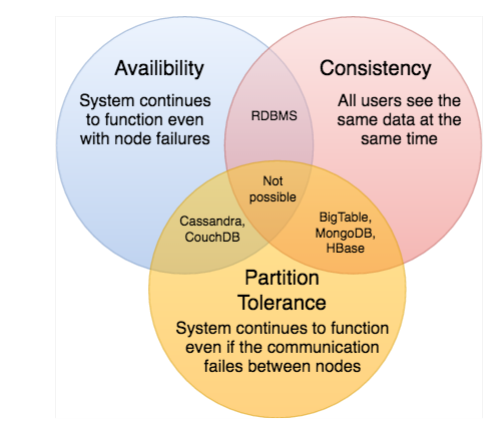 Availibility
System continues
to function even
with node failures
Consistency
All users see the
same data at the
same time
RDBMS
Not
possible
Cassandra,
CouchDB
BigTable,
MongoDB,
HBase
Partition
Tolerance
System continues to function
even if the communication
failes between nodes